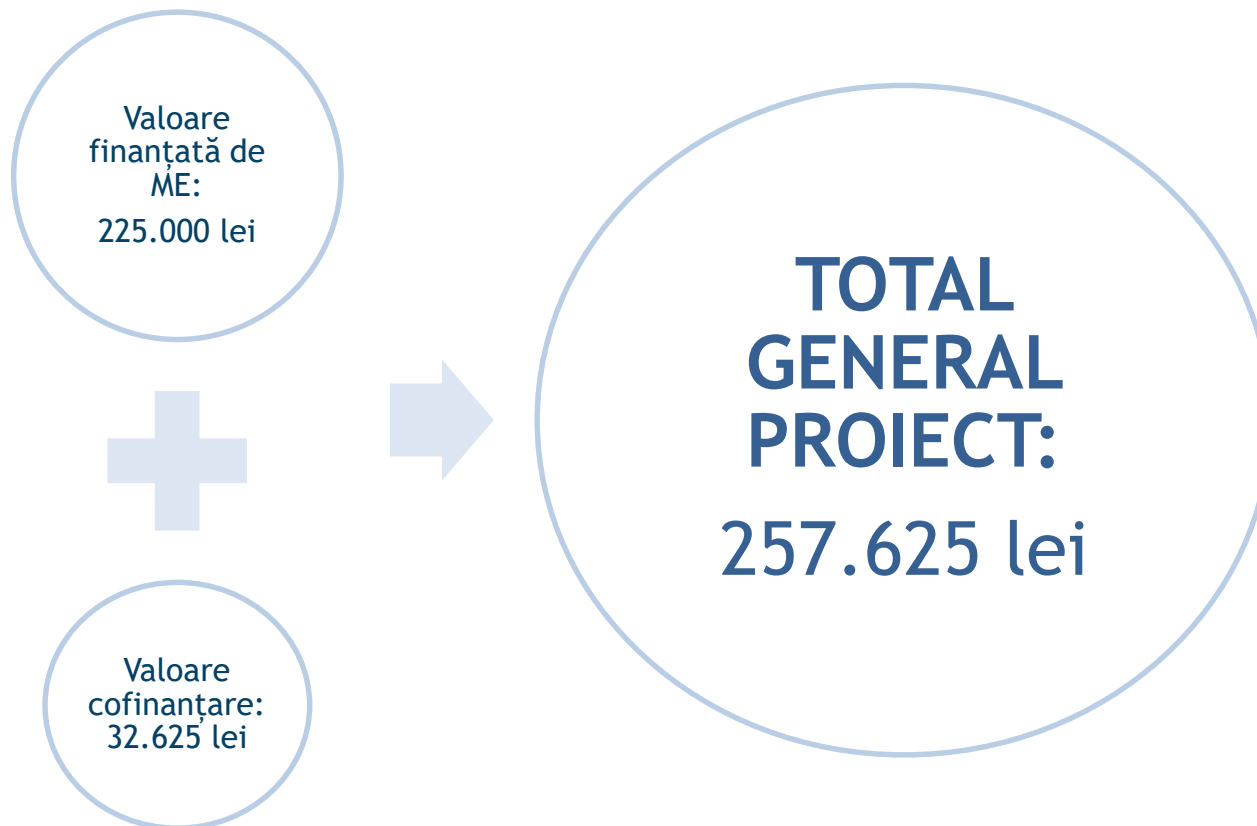 Valoare
finanțată de
ME:
225.000 lei
Valoare
cofinanțare:
32.625 lei
TOTAL
GENERAL
PROIECT:
257.625 lei